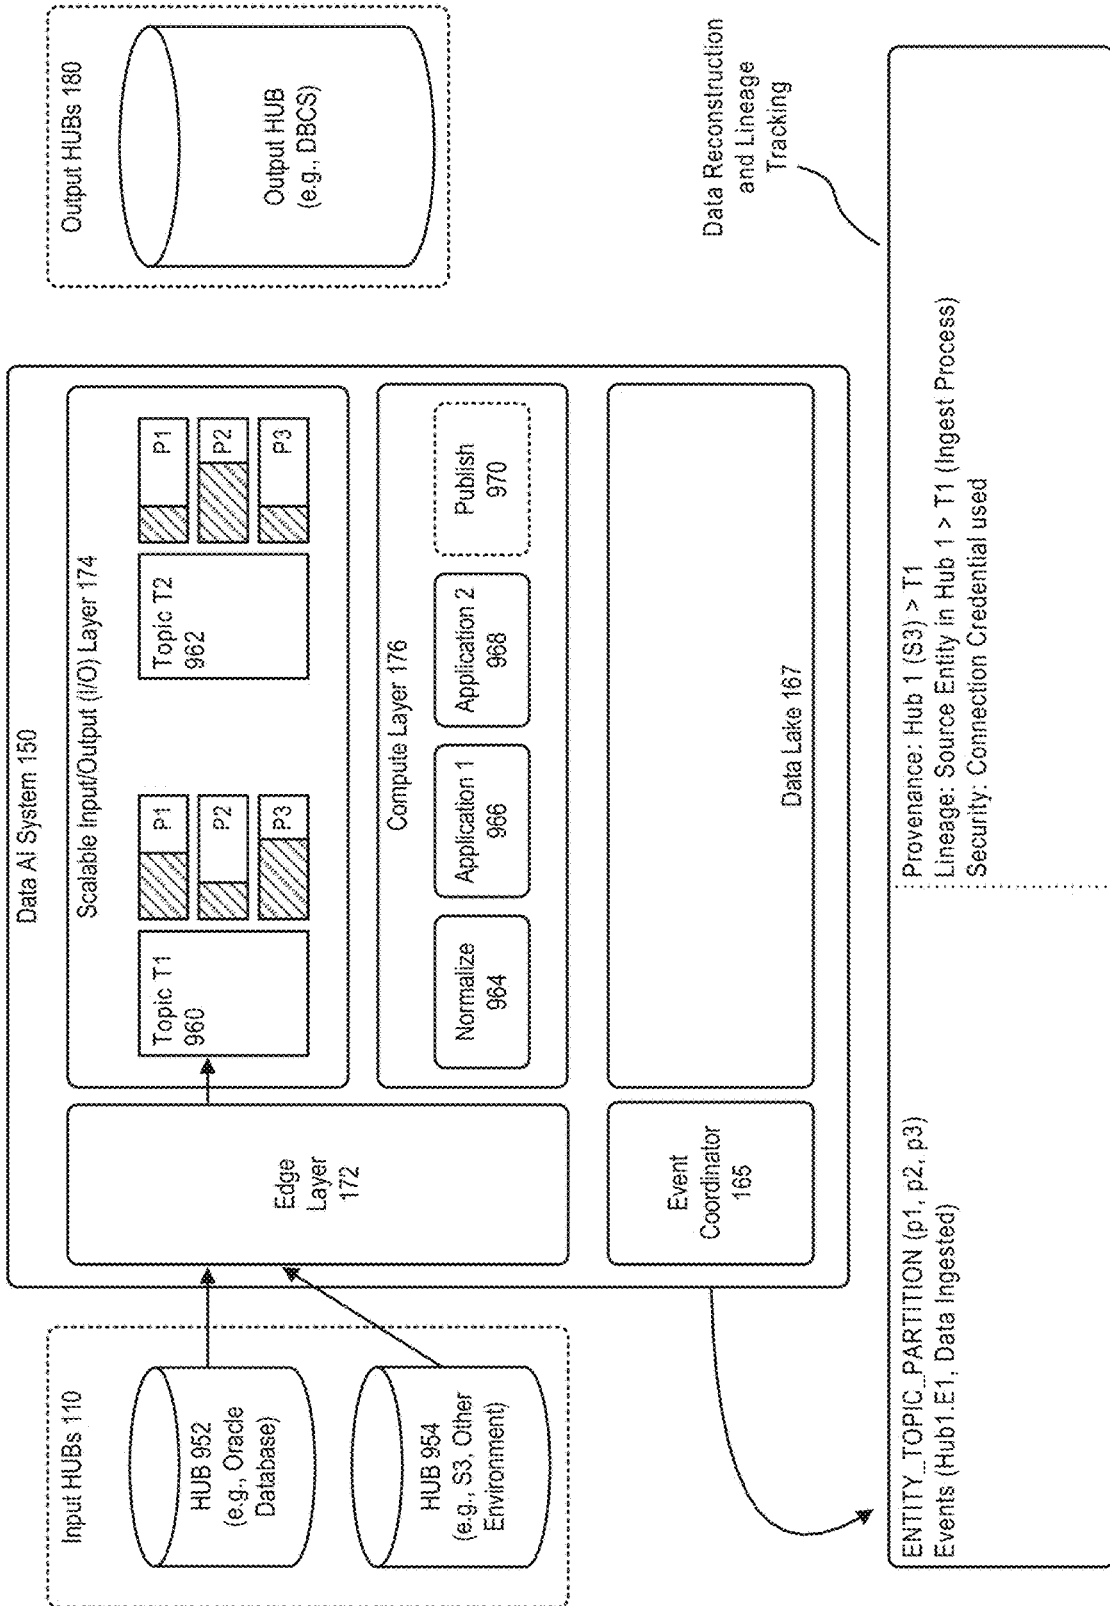 Input HUBs 110
HUB 952
(e.g., Oracle
Database)
HUB 954
(e.g., S3, Other
Environment)
Data AI System 150
Edge
Layer
172
Scalable Input/Output (I/O) Layer 174
Topic T1
960
P1
P2
P3
Topic T2
962
P1
P2
P3
Compute Layer 176
Normalize
964
Application 1
966
Application 2
968
Publish
970
Event
Coordinator
165
Data Lake 167
Output HUBs 180
Output HUB
(e.g., DBCS)
Data Reconstruction
and Lineage
Tracking
ENTITY_TOPIC_PARTITION (p1, p2, p3)
Events (Hub1.E1, Data Ingested)
Provenance: Hub 1 (S3) > T1
Lineage: Source Entity in Hub 1 > T1 (Ingest Process)
Security: Connection Credential used